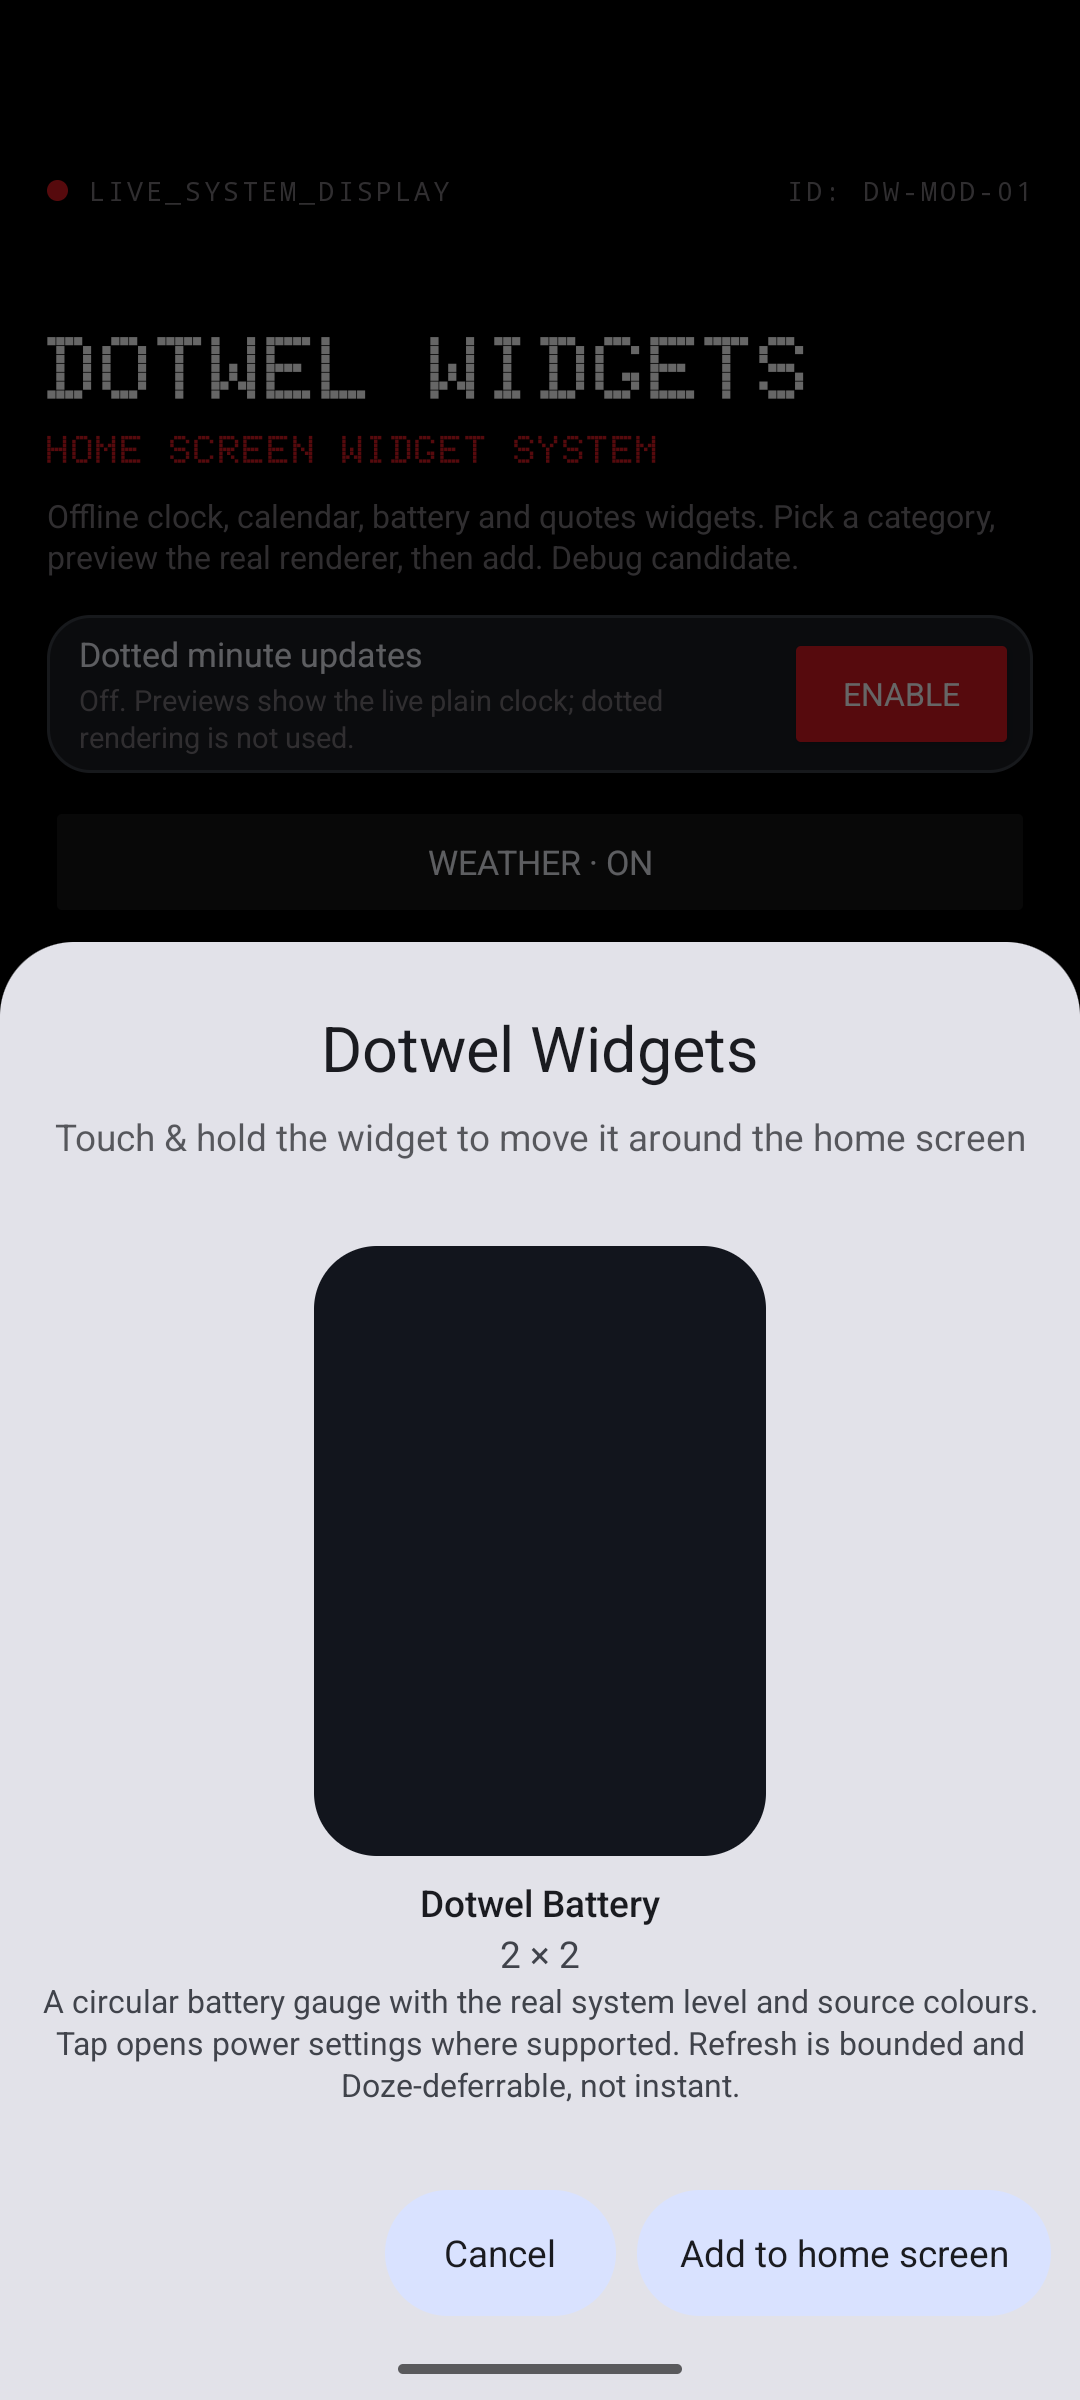 LIVE_SYSTEM_DISPLAY
ID: DW-MOD-01
DOTWEL WIDGETS
HOME SCREEN WIDGET SYSTEM
Offline clock, calendar, battery and quotes widgets. Pick a category,
preview the real renderer, then add. Debug candidate.
Dotted minute updates
Off. Previews show the live plain clock; dotted
rendering is not used.
ENABLE
WEATHER · ON
Dotwel Widgets
Touch & hold the widget to move it around the home screen
Dotwel Battery
2 × 2
A circular battery gauge with the real system level and source colours.
Tap opens power settings where supported. Refresh is bounded and
Doze-deferrable, not instant.
Cancel
Add to home screen